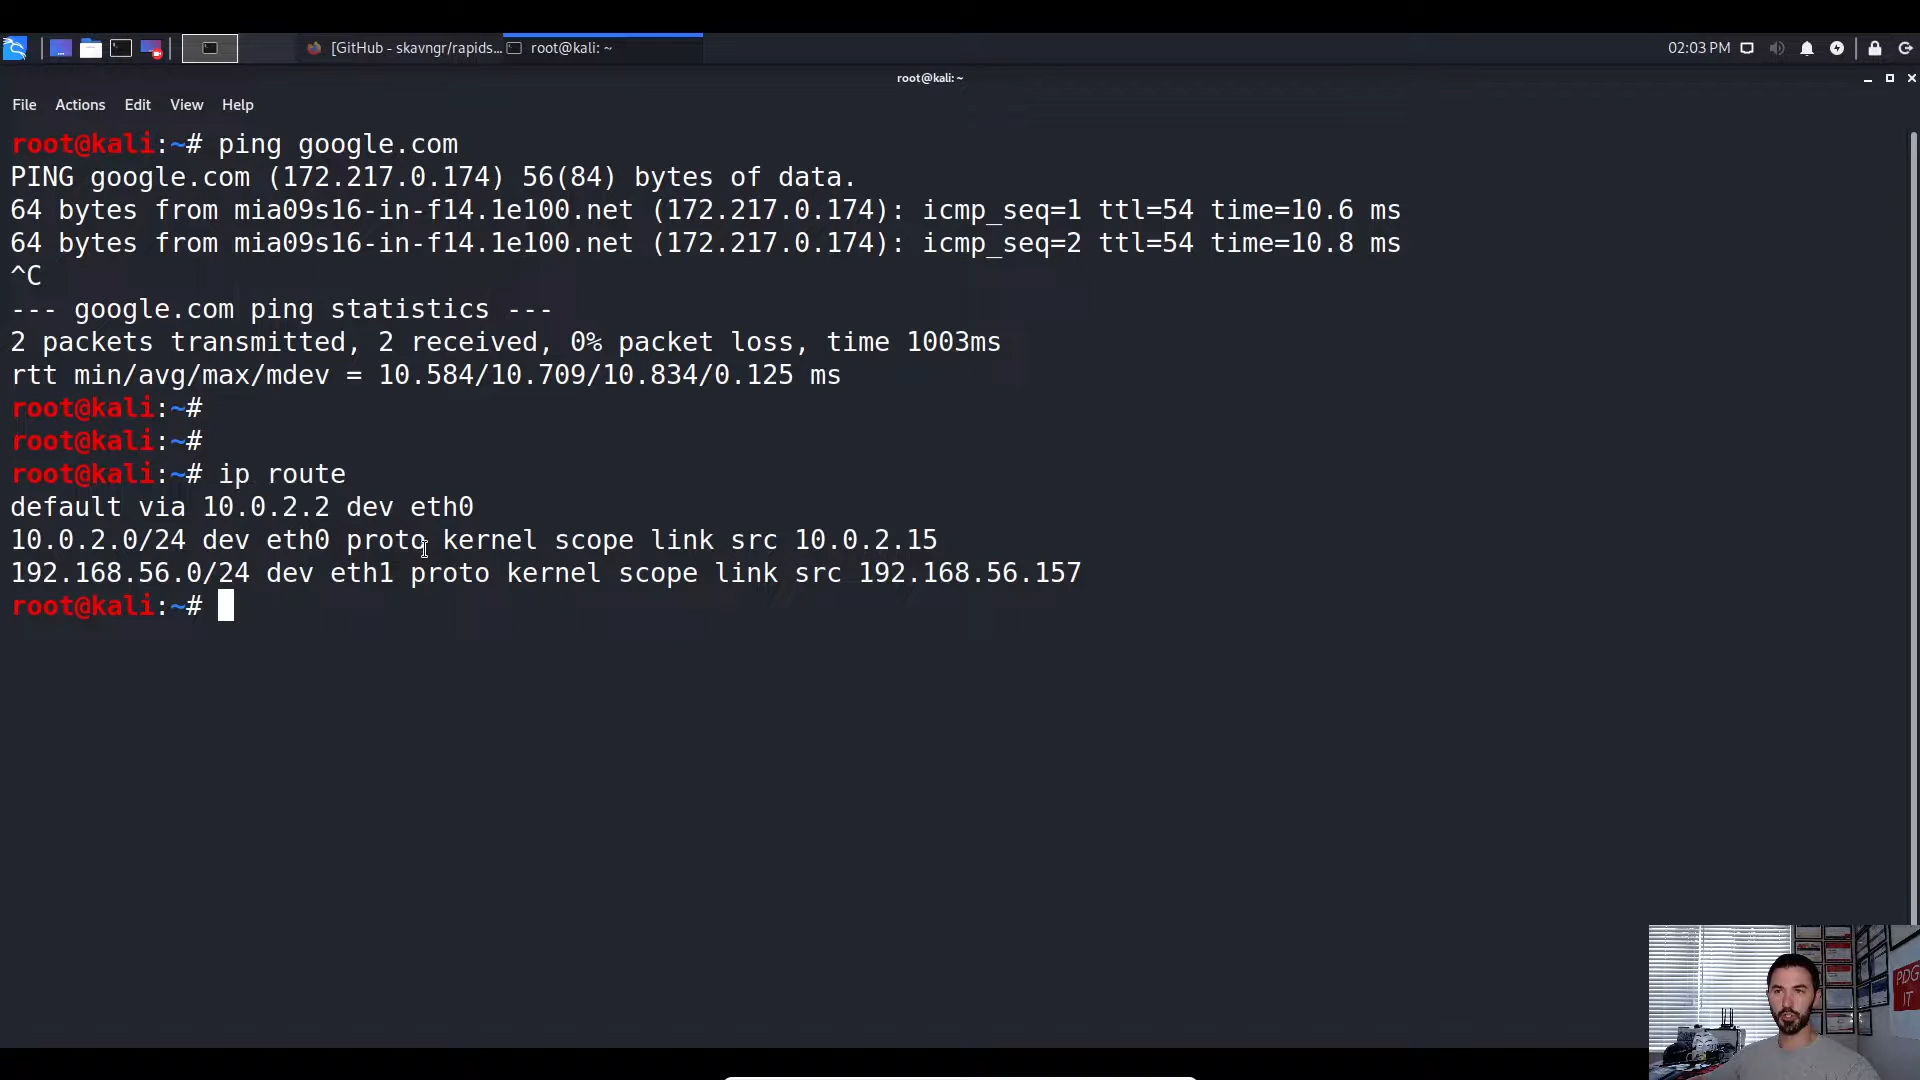 [GitHub - skavngr/rapids...
root@kali: ~
02:03 PM
root@kali: ~
File Actions Edit View Help
root@kali:~# ping google.com
PING google.com (172.217.0.174) 56(84) bytes of data.
64 bytes from mia09s16-in-f14.1e100.net (172.217.0.174): icmp_seq=1 ttl=54 time=10.6 ms
64 bytes from mia09s16-in-f14.1e100.net (172.217.0.174): icmp_seq=2 ttl=54 time=10.8 ms
^C
--- google.com ping statistics ---
2 packets transmitted, 2 received, 0% packet loss, time 1003ms
rtt min/avg/max/mdev = 10.584/10.709/10.834/0.125 ms
root@kali:~#
root@kali:~#
root@kali:~# ip route
default via 10.0.2.2 dev eth0
10.0.2.0/24 dev eth0 proto kernel scope link src 10.0.2.15
192.168.56.0/24 dev eth1 proto kernel scope link src 192.168.56.157
root@kali:~#
PDG
IT